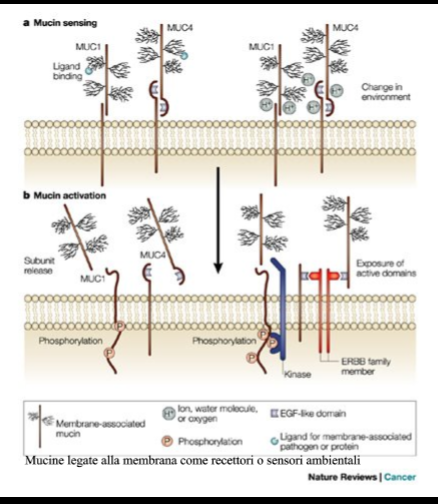 a Mucin sensing
MUC1
MUC4
Ligand
binding
MUC1
MUC4
H+
H+
H+
H+
H+
Change in
environment
b Mucin activation
Subunit
release
MUC1
MUC4
Exposure of
active domains
P
P
Phosphorylation
Phosphorylation
P
P
Kinase
ERBB family
member
Membrane-associated
mucin
H+
Ion, water molecule,
or oxygen
P
Phosphorylation
EGF-like domain
Ligand for membrane-associated
pathogen or protein
Mucine legate alla membrana come recettori o sensori ambientali
Nature Reviews | Cancer